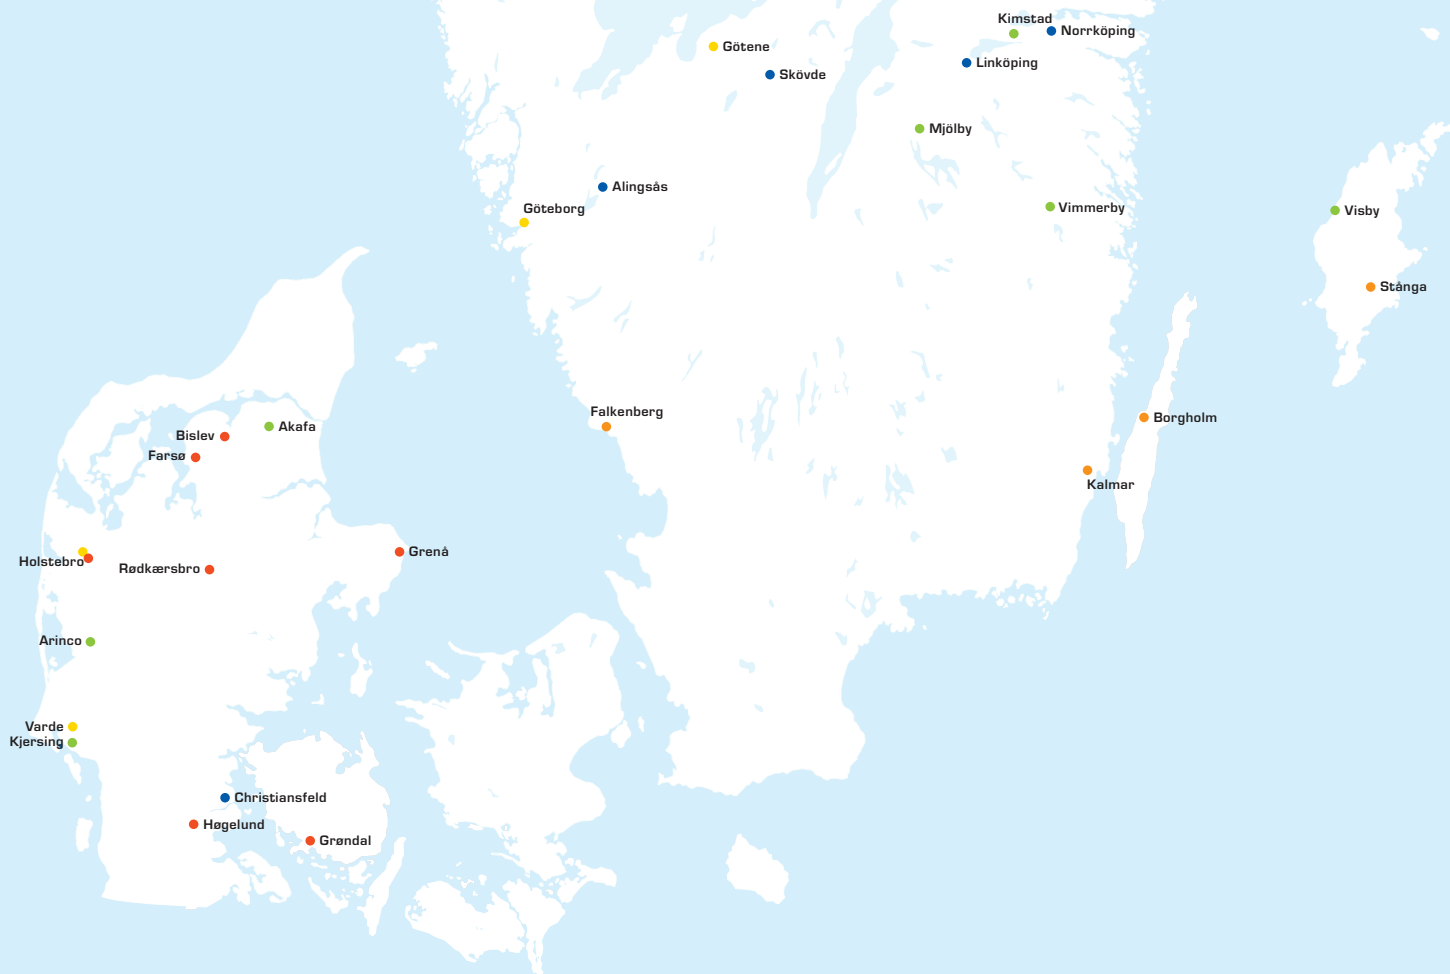 Kimstad
Norrköping
Götene
Linköping
Skövde
Mjölby
Alingsås
Göteborg
Vimmerby
Visby
Stånga
Falkenberg
Borgholm
Akafa
Bislev
Farsø
Kalmar
Grenå
Holstebro
Rødkærsbro
Arinco
Varde
Kjersing
Christiansfeld
Høgelund
Grøndal